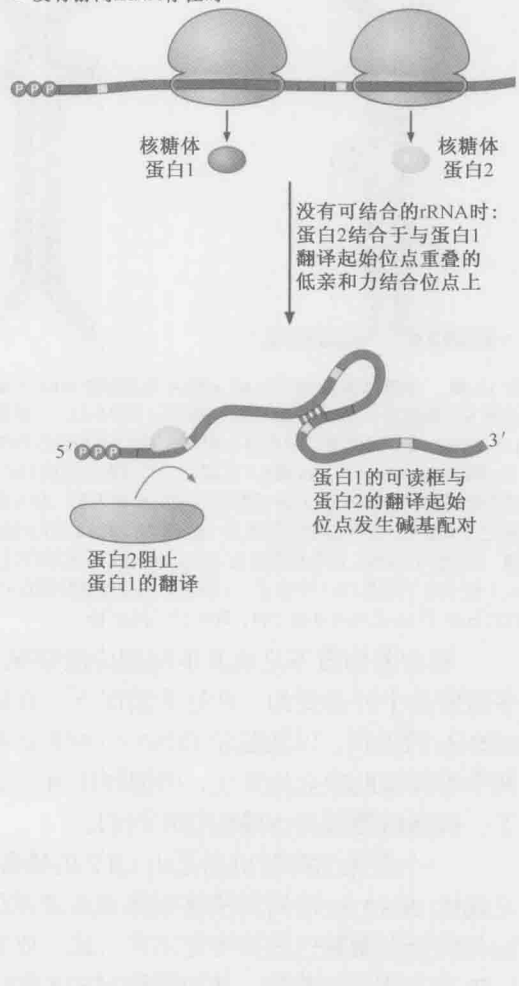 PPP
核糖体
蛋白1
核糖体
蛋白2
没有可结合的rRNA时：
蛋白2结合于与蛋白1
翻译起始位点重叠的
低亲和力结合位点上
5′ PPP
3′
蛋白1的可读框与
蛋白2的翻译起始
位点发生碱基配对
蛋白2阻止
蛋白1的翻译